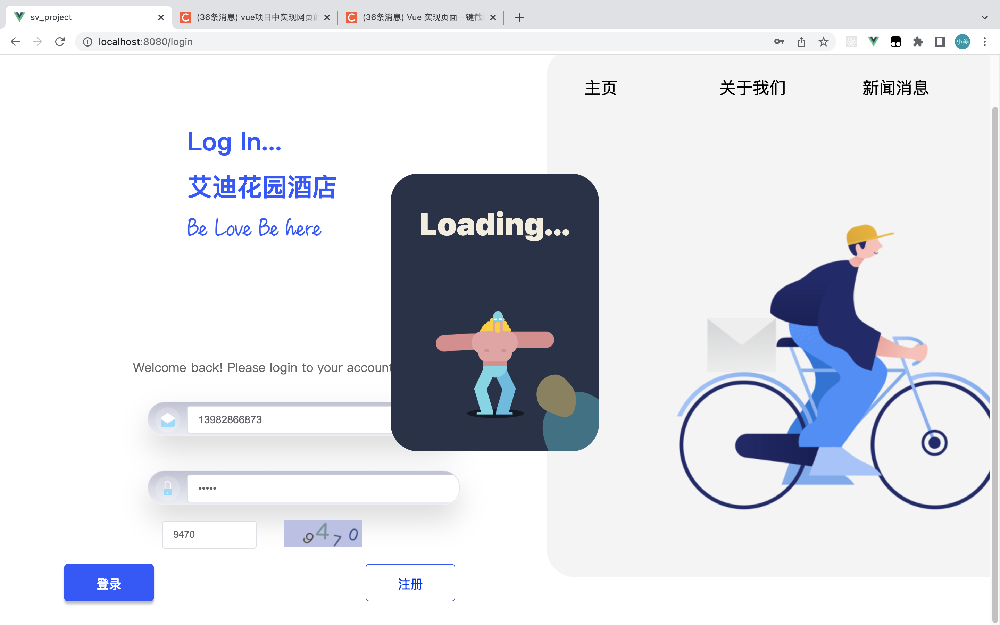 sv_project
(36条消息) vue项目中实现网页的
(36条消息) Vue 实现页面一键截
localhost:8080/login
小美
主页
关于我们
新闻消息
Log In...
艾迪花园酒店
Be Love Be here
Loading...
Welcome back! Please login to your account
13982866873
•••••
9470
9470
登录
注册